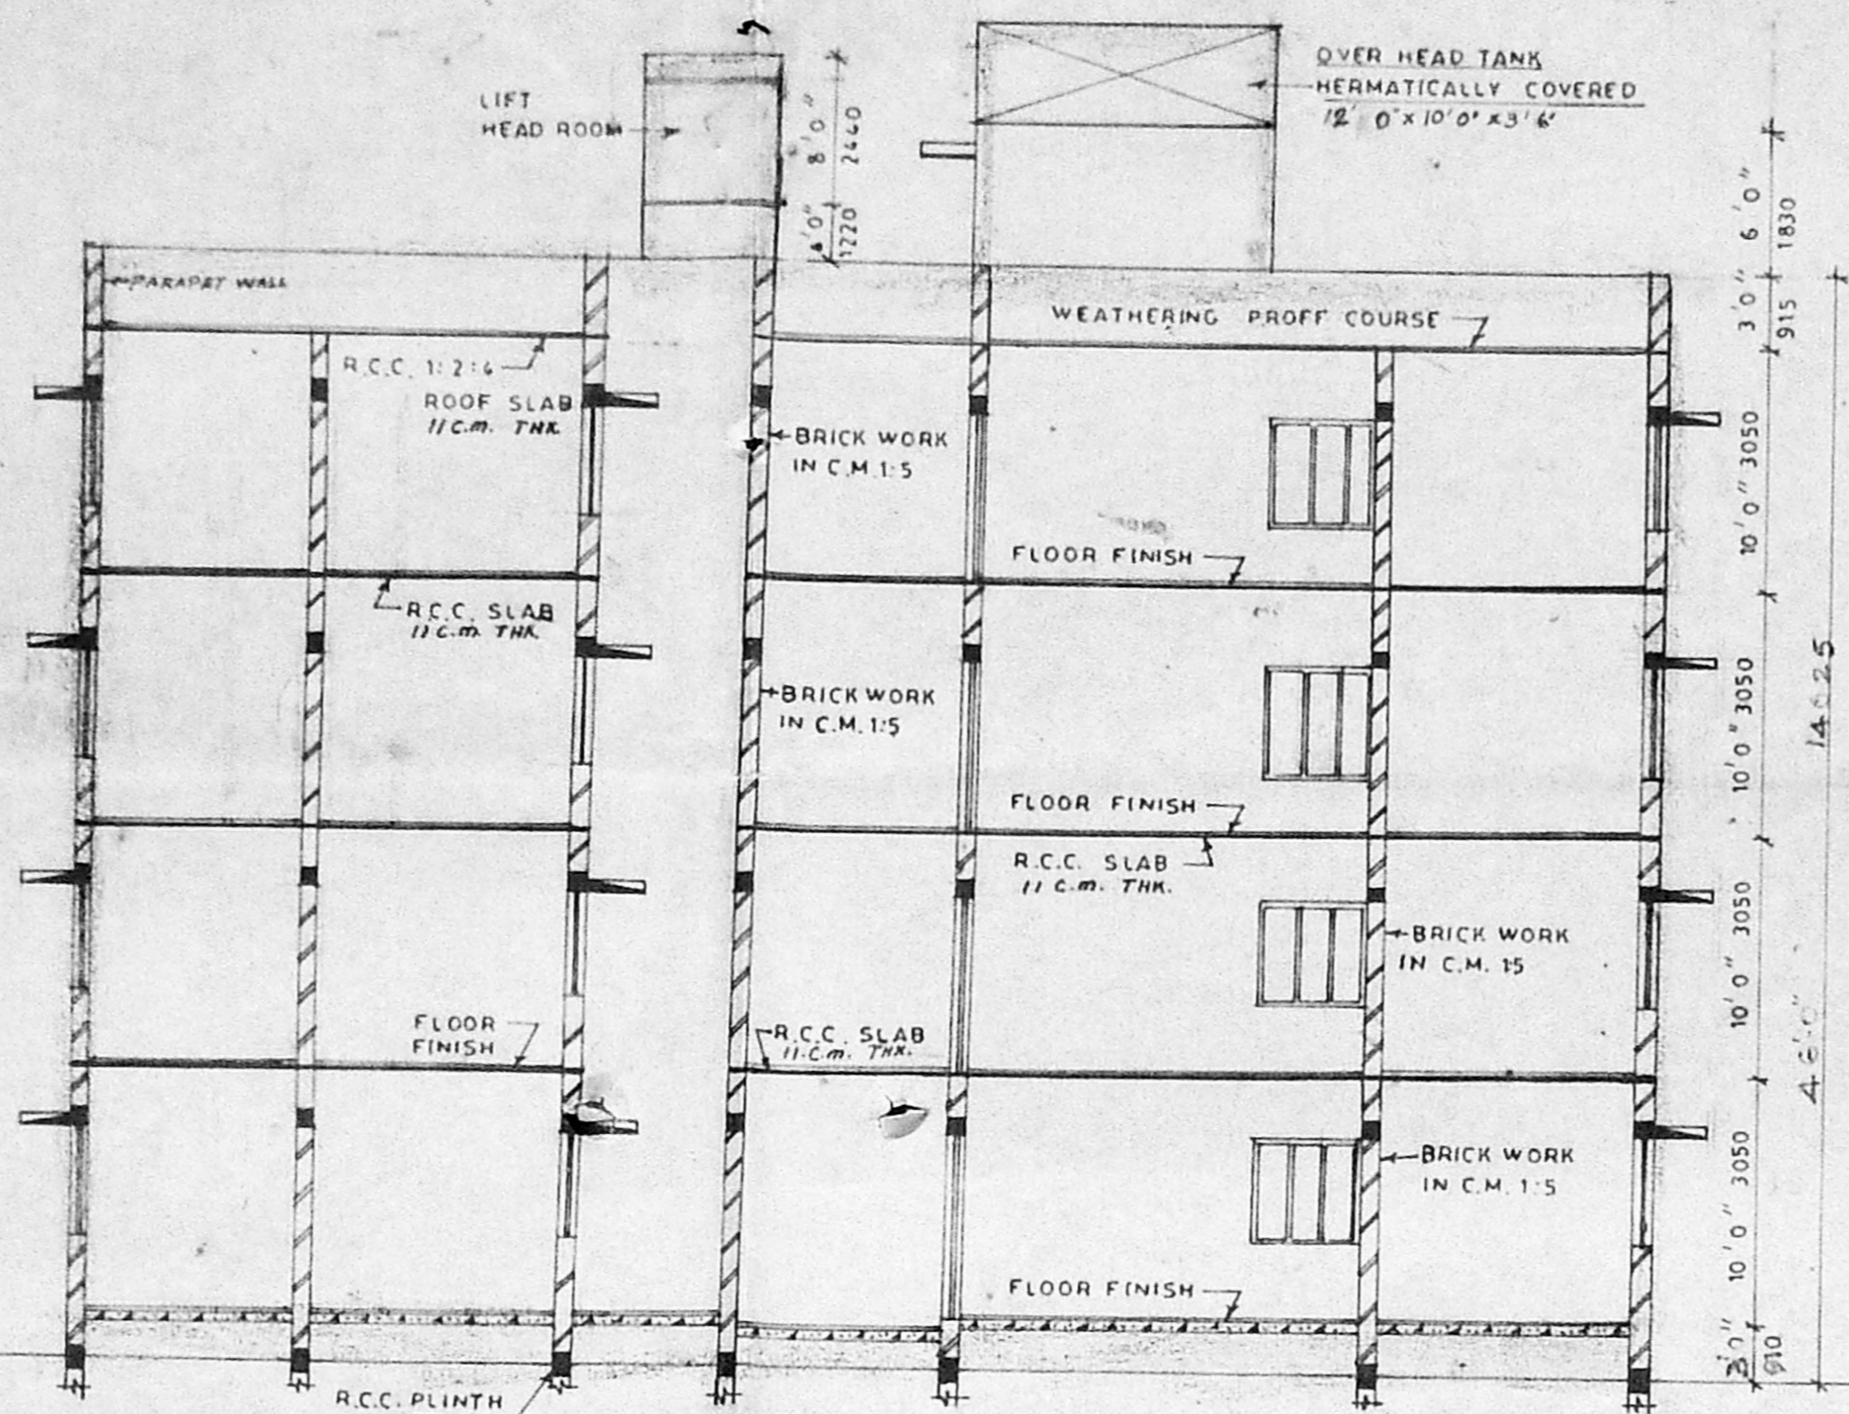 LIFT
HEAD ROOM
8'0"
2440
4'0"
1220
OVER HEAD TANK
HERMATICALLY COVERED
12' 0" x 10' 0" x 3' 6"
6'0"
1830
3'0"
915
PARAPET WALL
WEATHERING PROFF COURSE
R.C.C. 1:2:4
ROOF SLAB
11 C.m. THK
BRICK WORK
IN C.M. 1:5
10'0" 3050
FLOOR FINISH
R.C.C. SLAB
11 C.m. THK.
BRICK WORK
IN C.M. 1:5
10'0" 3050
14025
FLOOR FINISH
R.C.C. SLAB
11 C.m. THK.
BRICK WORK
IN C.M. 1:5
10'0" 3050
FLOOR
FINISH
R.C.C. SLAB
11 C.m. THK.
46'0"
BRICK WORK
IN C.M. 1:5
10'0" 3050
FLOOR FINISH
3'0"
910
R.C.C. PLINTH